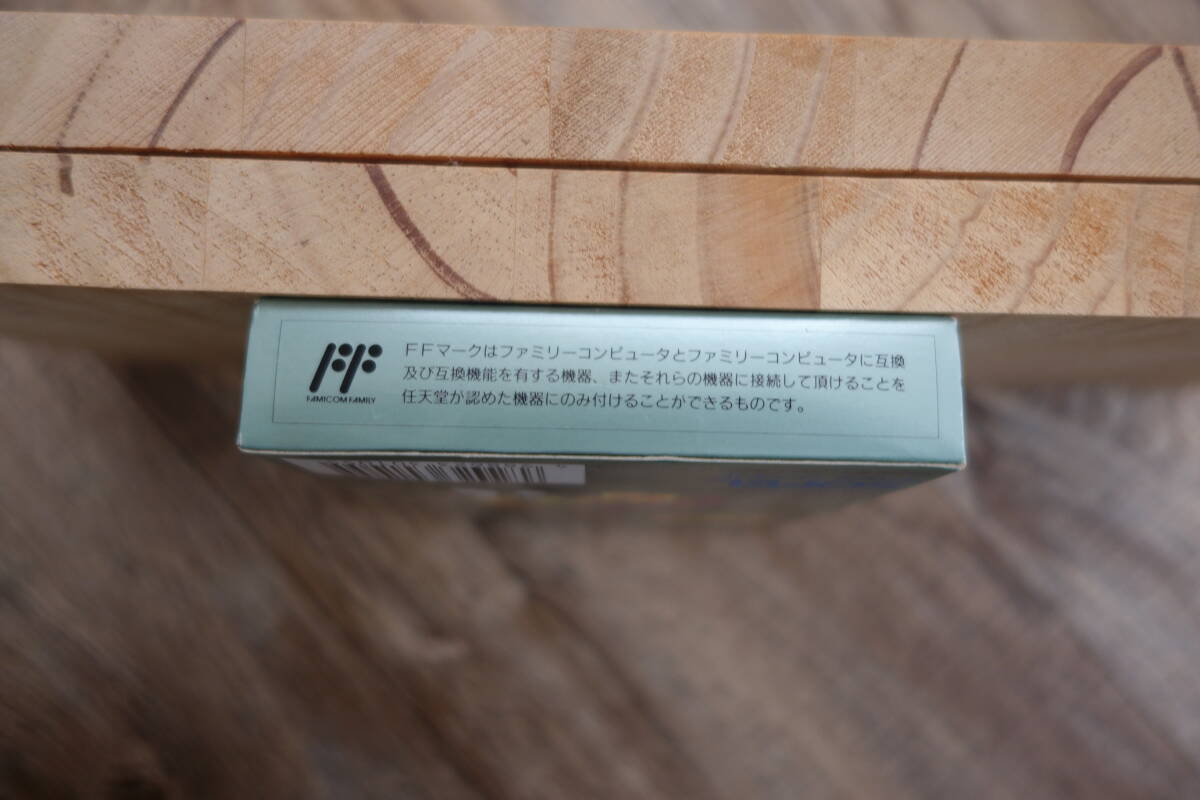 FFマークはファミリーコンピュータとファミリーコンピュータに互換
及び互換機能を有する機器、またそれらの機器に接続して頂けることを
任天堂が認めた機器にのみ付けることができるものです。
FF
FAMICOM FAMILY